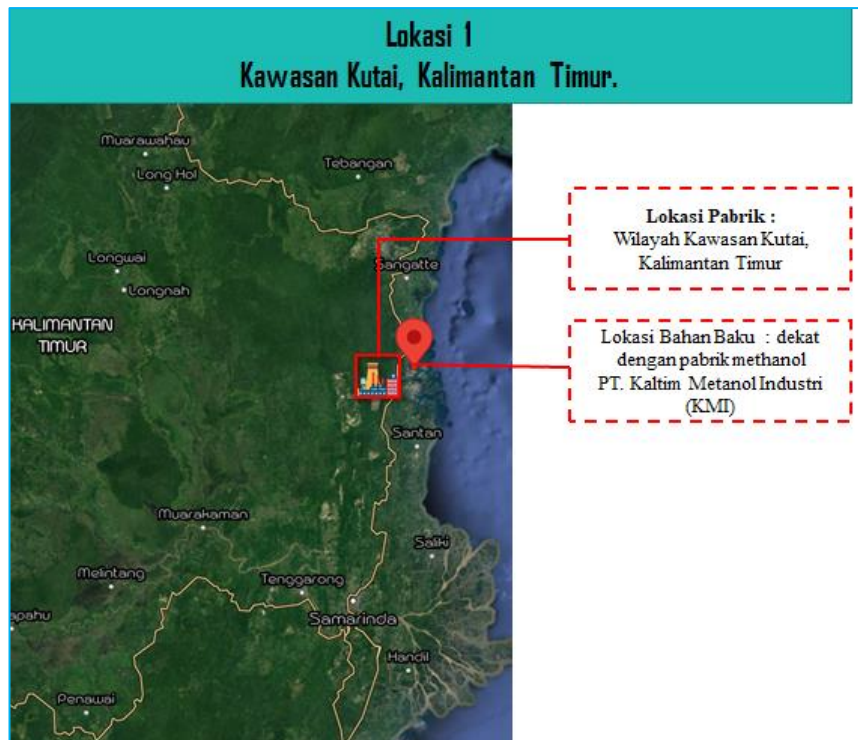 Lokasi 1
Kawasan Kutai, Kalimantan Timur.
Muarawahau
Long Hol
Tebangan
Longwai
Longnah
Sangatte
KALIMANTAN
TIMUR
Santan
Muarakaman
Saliki
Melintang
Tenggarong
apahu
Samarinda
Handil
Penawai
Lokasi Pabrik :
Wilayah Kawasan Kutai,
Kalimantan Timur
Lokasi Bahan Baku : dekat
dengan pabrik methanol
PT. Kaltim Metanol Industri
(KMI)